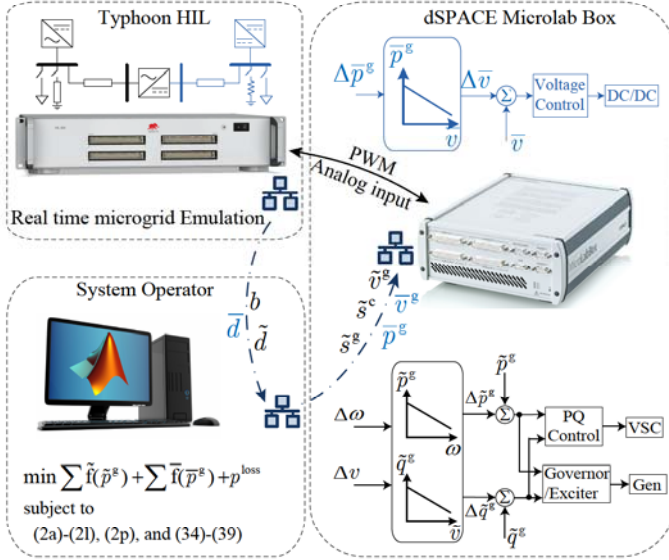 Typhoon HIL
Real time microgrid Emulation
dSPACE Microlab Box
Δp̅ᵍ
p̅ᵍ
v̅
Δv̅
Σ
v̅
Voltage
Control
DC/DC
PWM
Analog input
b
d̅
d̃
ṽᵍ
s̃ᶜ
v̅ᵍ
s̃ᵍ
p̅ᵍ
System Operator
min ∑ f̃(p̃ᵍ) + ∑ f̅(p̅ᵍ) + pˡᵒˢˢ
subject to
(2a)-(2l), (2p), and (34)-(39)
Δω
p̃ᵍ
ω
Δp̃ᵍ
p̃ᵍ
Σ
PQ
Control
VSC
Δv
q̃ᵍ
ṽ
Δq̃ᵍ
Σ
q̃ᵍ
Governor
/Exciter
Gen